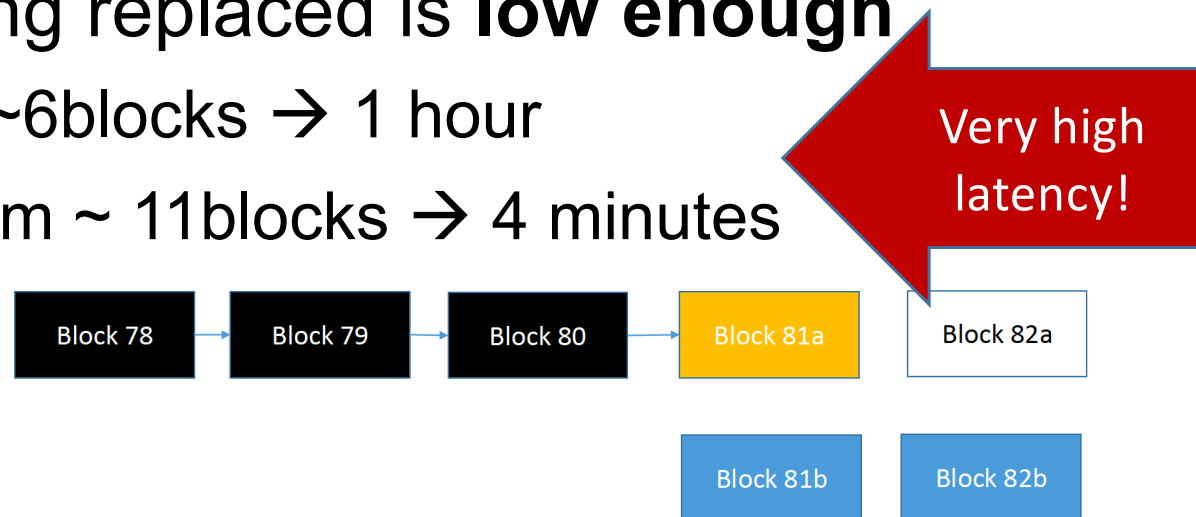 ng replaced is low enough
~6blocks → 1 hour
m ~ 11blocks → 4 minutes
Very high
latency!
Block 78
Block 79
Block 80
Block 81a
Block 82a
Block 81b
Block 82b